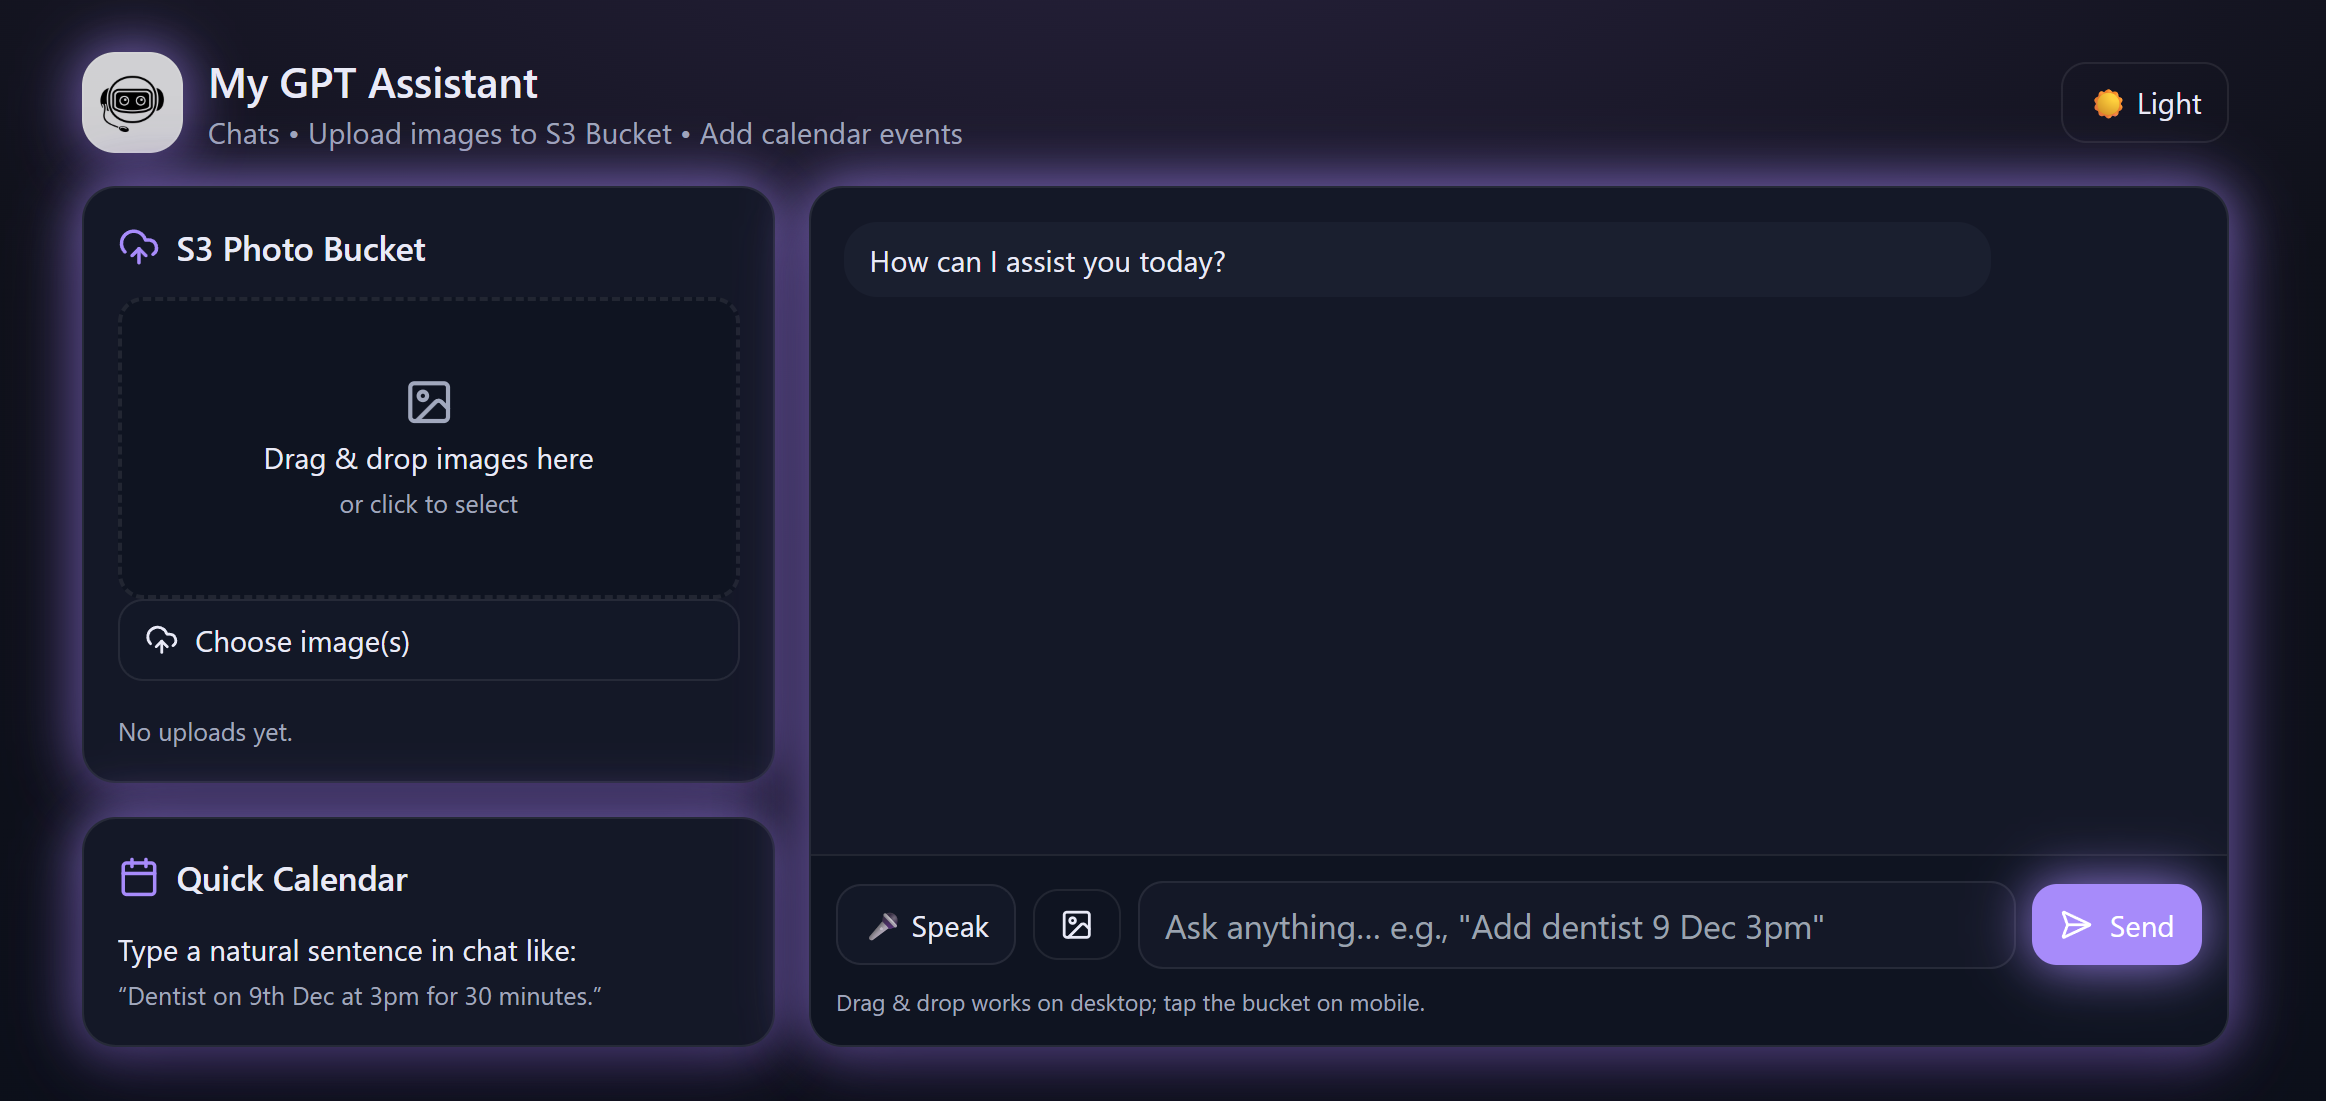 My GPT Assistant
Chats • Upload images to S3 Bucket • Add calendar events
Light
S3 Photo Bucket
Drag & drop images here
or click to select
Choose image(s)
No uploads yet.
Quick Calendar
Type a natural sentence in chat like:
“Dentist on 9th Dec at 3pm for 30 minutes.”
How can I assist you today?
Speak
Ask anything... e.g., "Add dentist 9 Dec 3pm"
Send
Drag & drop works on desktop; tap the bucket on mobile.